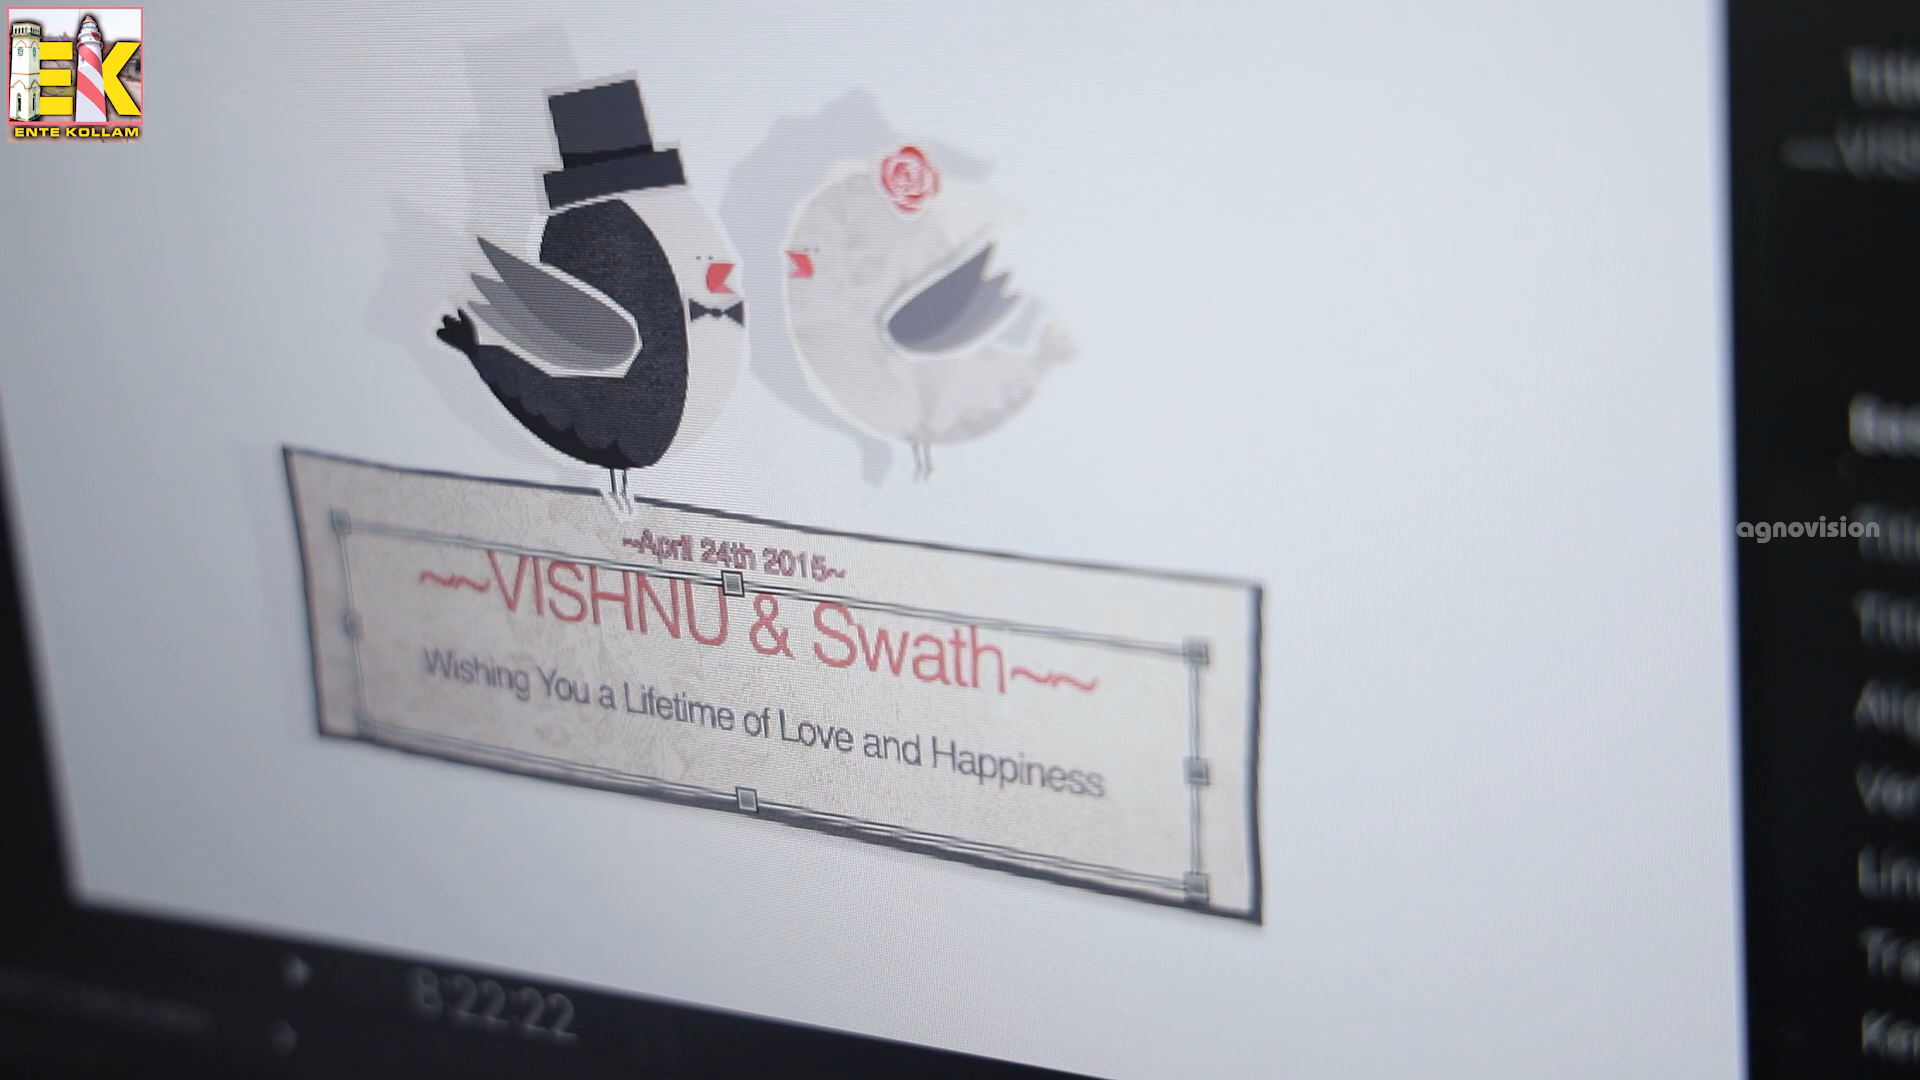 EK
ENTE KOLLAM
~April 24th 2015~
~~VISHNU & Swath~~
Wishing You a Lifetime of Love and Happiness
agnovision
8:22:22